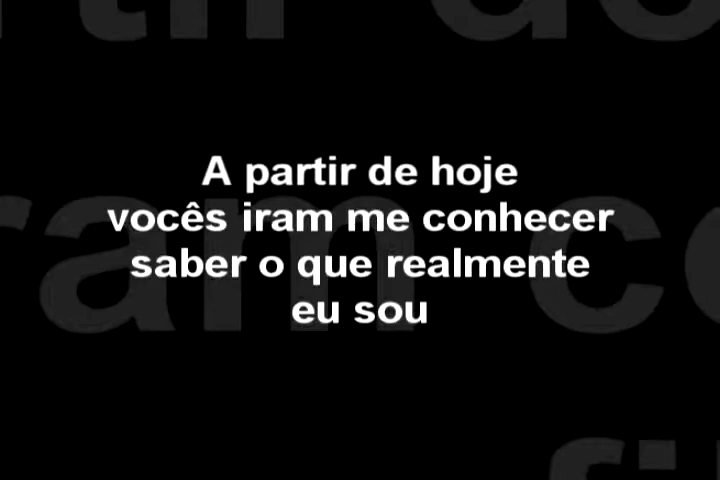 A partir de hoje
vocês iram me conhecer
saber o que realmente
eu sou